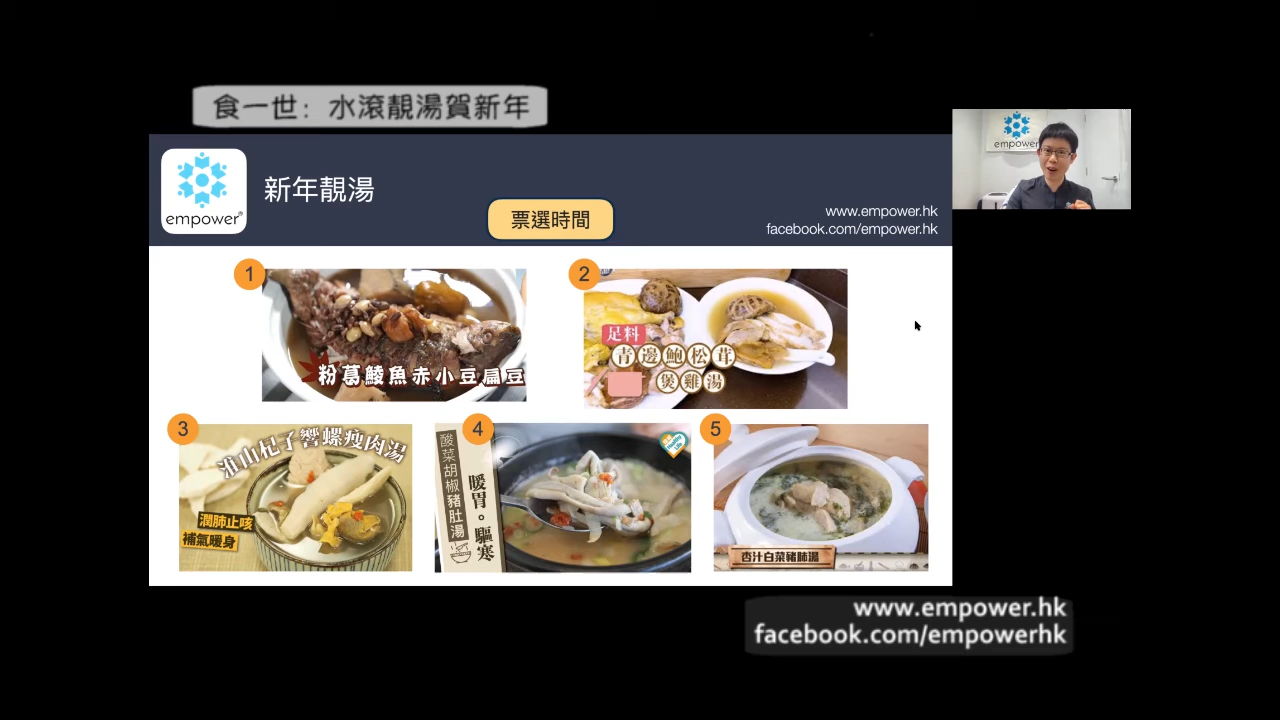 食一世：水滾靚湯賀新年
empower®
新年靚湯
票選時間
www.empower.hk
facebook.com/empower.hk
empower
1
粉葛鯪魚赤小豆扁豆
2
足料
青邊鮑松茸
煲雞湯
3
淮山杞子響螺瘦肉湯
潤肺止咳
補氣暖身
4
酸菜胡椒豬肚湯
暖胃。驅寒
Healthy Life
5
杏汁白菜豬肺湯
www.empower.hk
facebook.com/empowerhk